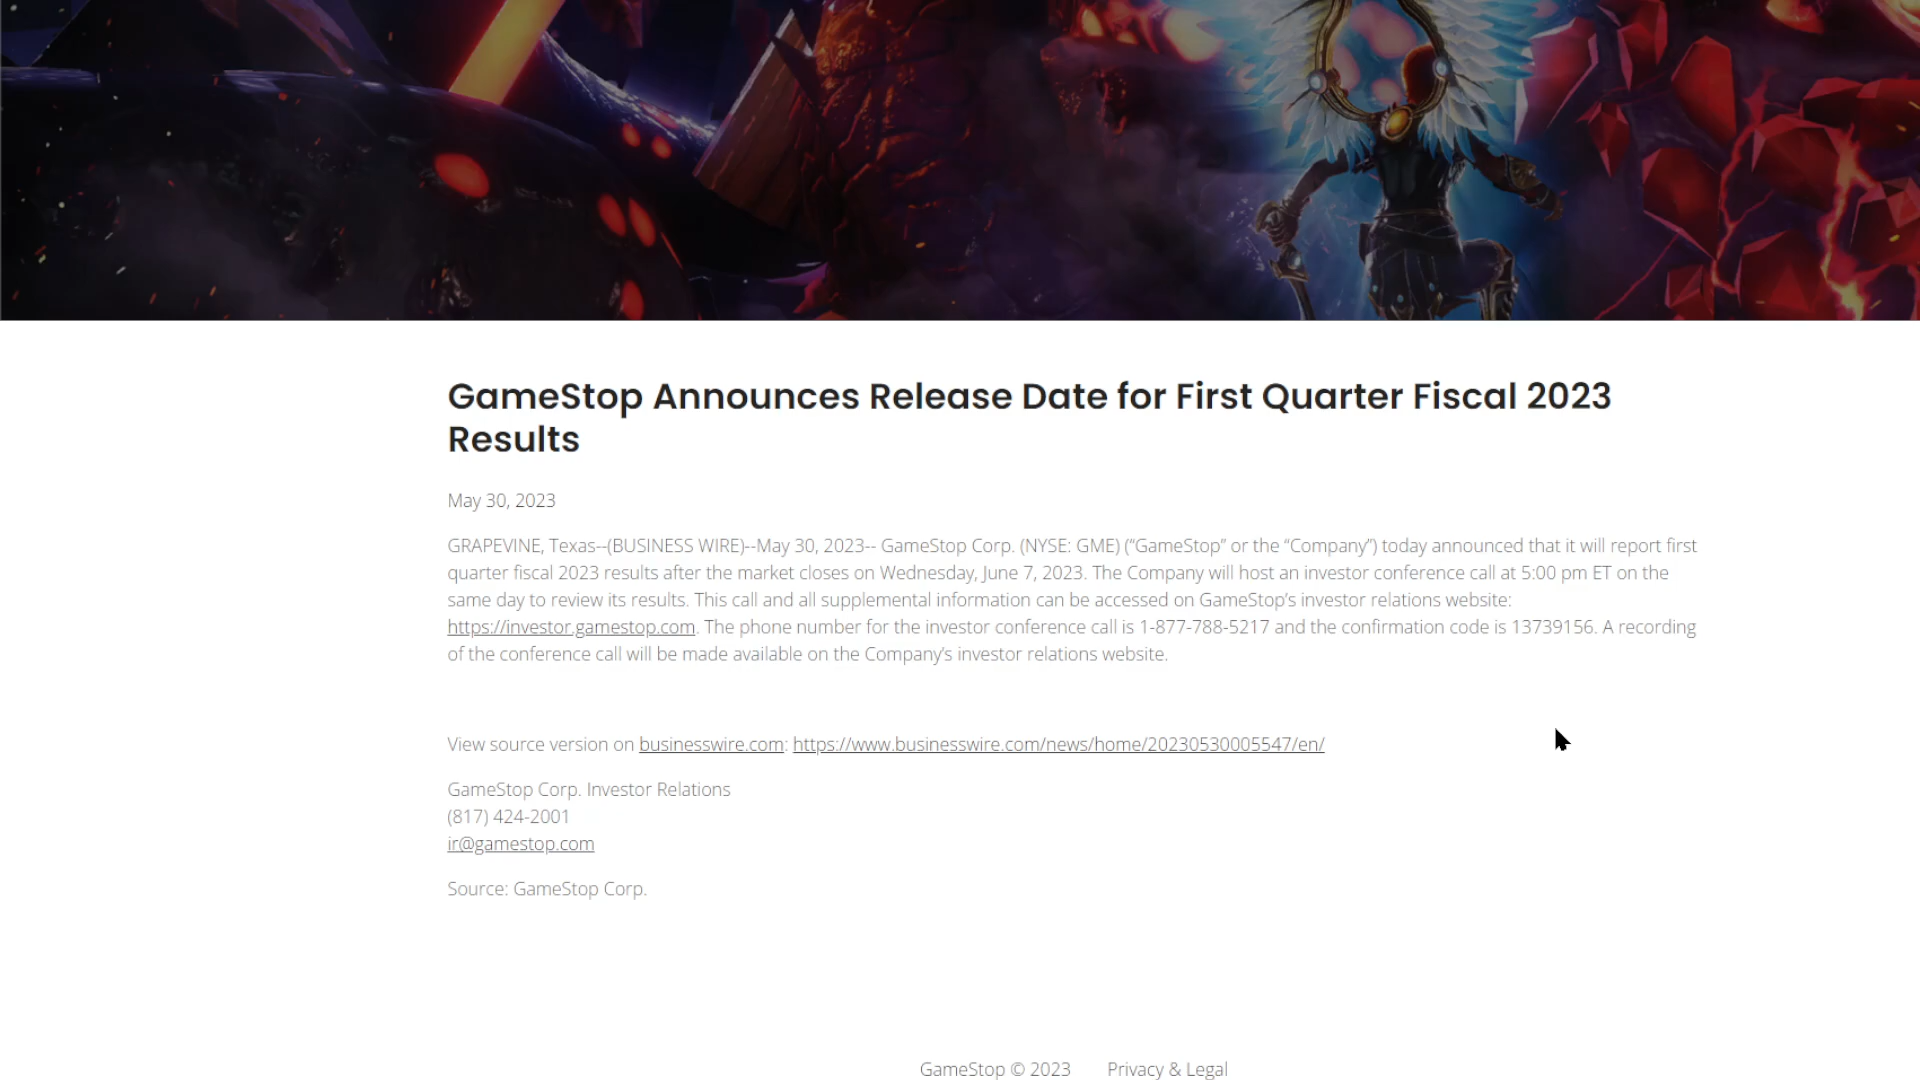 GameStop Announces Release Date for First Quarter Fiscal 2023
Results
May 30, 2023
GRAPEVINE, Texas--(BUSINESS WIRE)--May 30, 2023-- GameStop Corp. (NYSE: GME) (“GameStop” or the “Company”) today announced that it will report first
quarter fiscal 2023 results after the market closes on Wednesday, June 7, 2023. The Company will host an investor conference call at 5:00 pm ET on the
same day to review its results. This call and all supplemental information can be accessed on GameStop’s investor relations website:
https://investor.gamestop.com. The phone number for the investor conference call is 1-877-788-5217 and the confirmation code is 13739156. A recording
of the conference call will be made available on the Company’s investor relations website.
View source version on businesswire.com: https://www.businesswire.com/news/home/20230530005547/en/
GameStop Corp. Investor Relations
(817) 424-2001
ir@gamestop.com
Source: GameStop Corp.
GameStop © 2023 Privacy & Legal